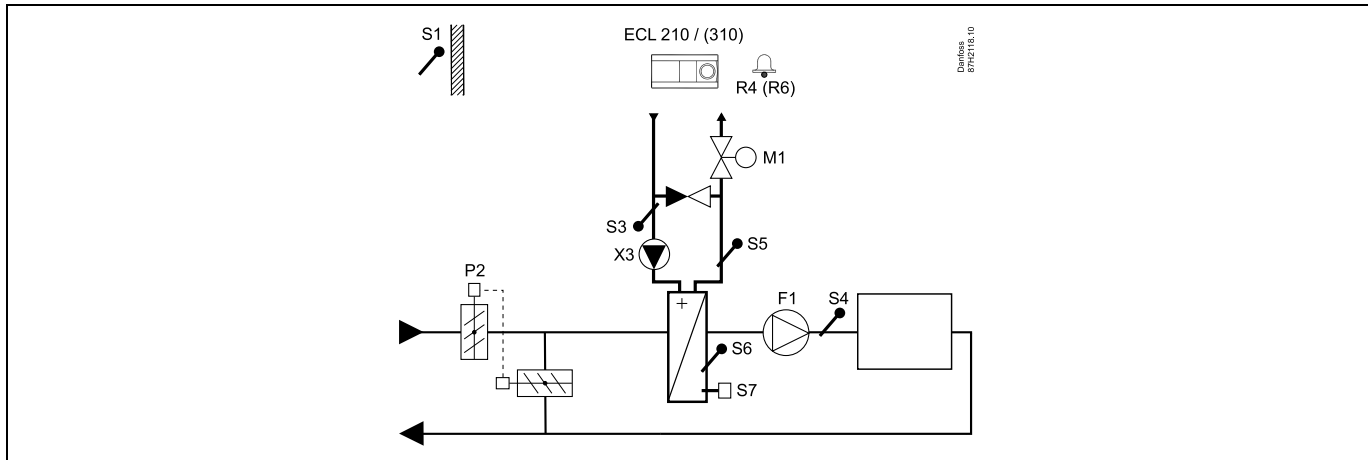 S1
ECL 210 / (310)
Danfoss
87H2118.10
R4 (R6)
M1
S3
S5
X3
P2
F1
S4
+
S6
S7